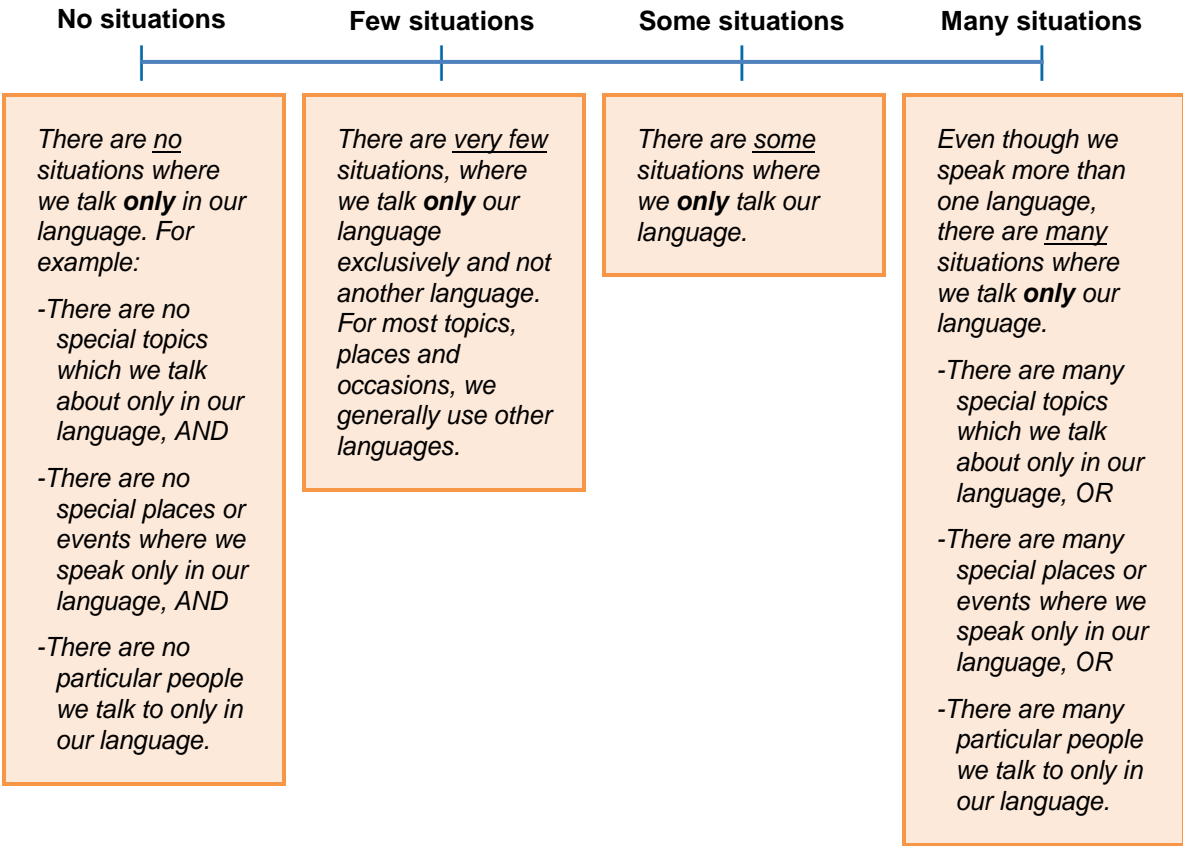 No situations
Few situations
Some situations
Many situations
There are no
situations where
we talk only in our
language. For
example:
-There are no
special topics
which we talk
about only in our
language, AND
-There are no
special places or
events where we
speak only in our
language, AND
-There are no
particular people
we talk to only in
our language.
There are very few
situations, where
we talk only our
language
exclusively and not
another language.
For most topics,
places and
occasions, we
generally use other
languages.
There are some
situations where
we only talk our
language.
Even though we
speak more than
one language,
there are many
situations where
we talk only our
language.
-There are many
special topics
which we talk
about only in our
language, OR
-There are many
special places or
events where we
speak only in our
language, OR
-There are many
particular people
we talk to only in
our language.